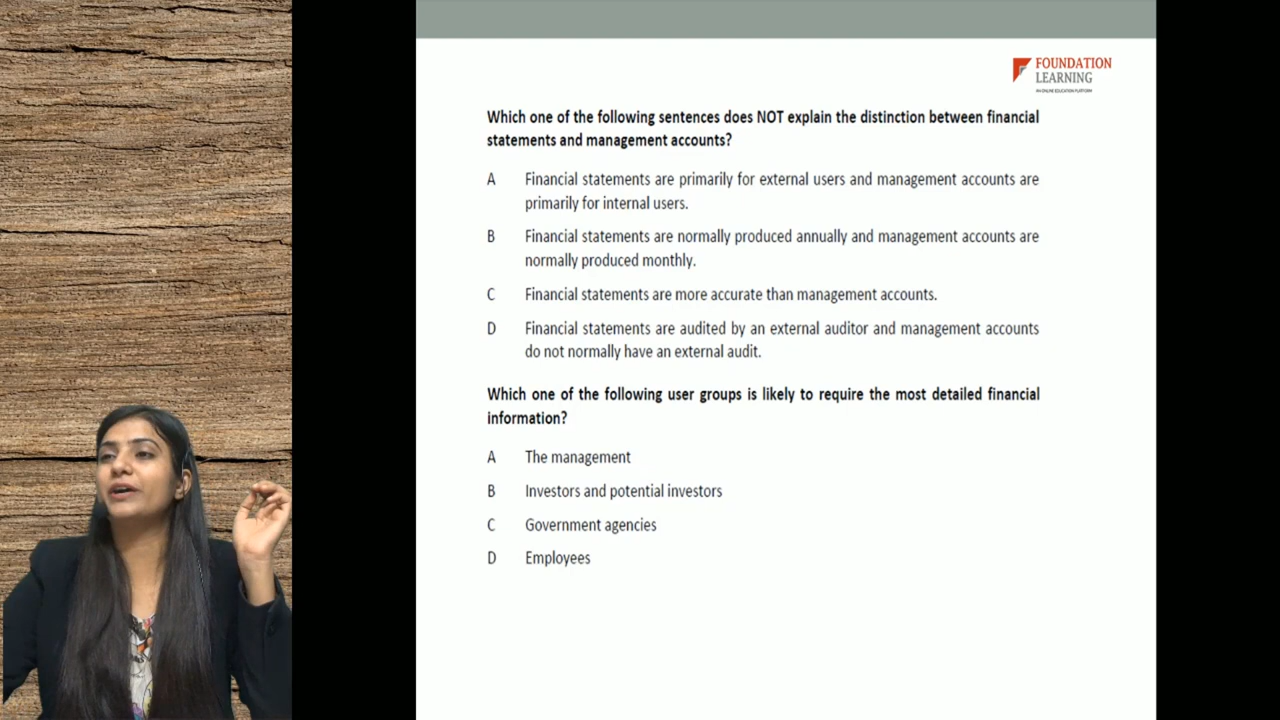 FOUNDATION
LEARNING
AN ONLINE EDUCATION PLATFORM
Which one of the following sentences does NOT explain the distinction between financial
statements and management accounts?
A Financial statements are primarily for external users and management accounts are
primarily for internal users.
B Financial statements are normally produced annually and management accounts are
normally produced monthly.
C Financial statements are more accurate than management accounts.
D Financial statements are audited by an external auditor and management accounts
do not normally have an external audit.
Which one of the following user groups is likely to require the most detailed financial
information?
A The management
B Investors and potential investors
C Government agencies
D Employees